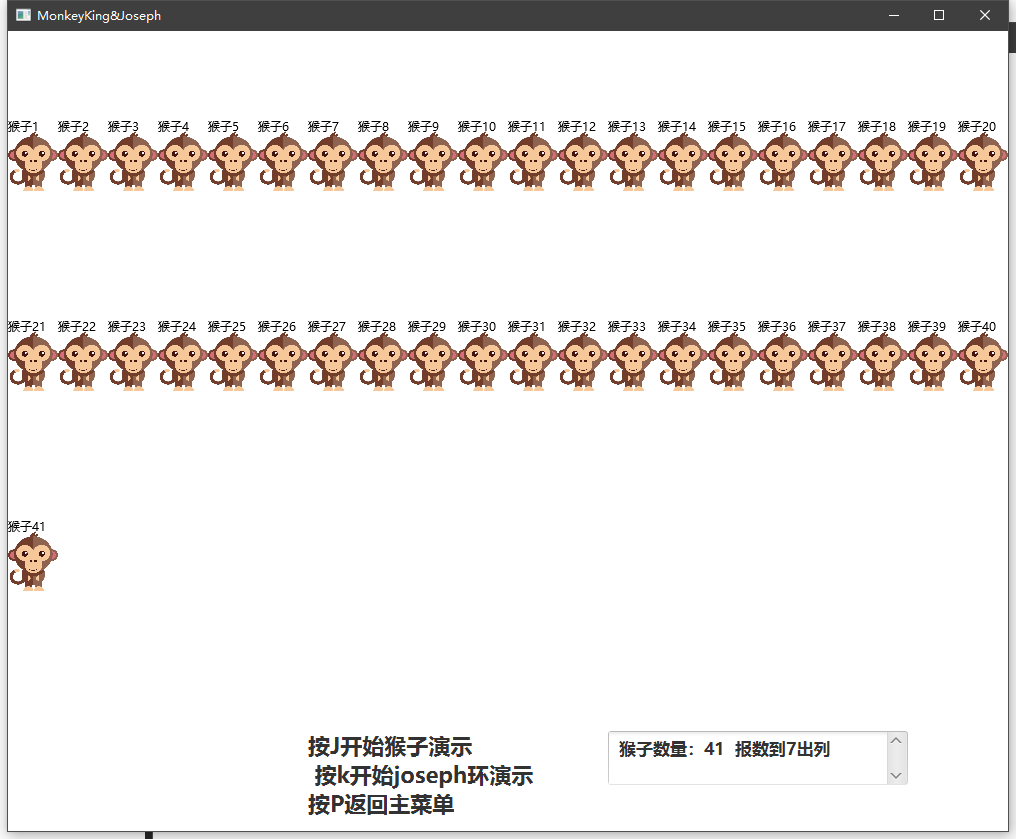 MonkeyKing&Joseph
猴子1 猴子2 猴子3 猴子4 猴子5 猴子6 猴子7 猴子8 猴子9 猴子10 猴子11 猴子12 猴子13 猴子14 猴子15 猴子16 猴子17 猴子18 猴子19 猴子20
猴子21 猴子22 猴子23 猴子24 猴子25 猴子26 猴子27 猴子28 猴子29 猴子30 猴子31 猴子32 猴子33 猴子34 猴子35 猴子36 猴子37 猴子38 猴子39 猴子40
猴子41
按J开始猴子演示
按k开始joseph环演示
按P返回主菜单
猴子数量：41 报数到7出列